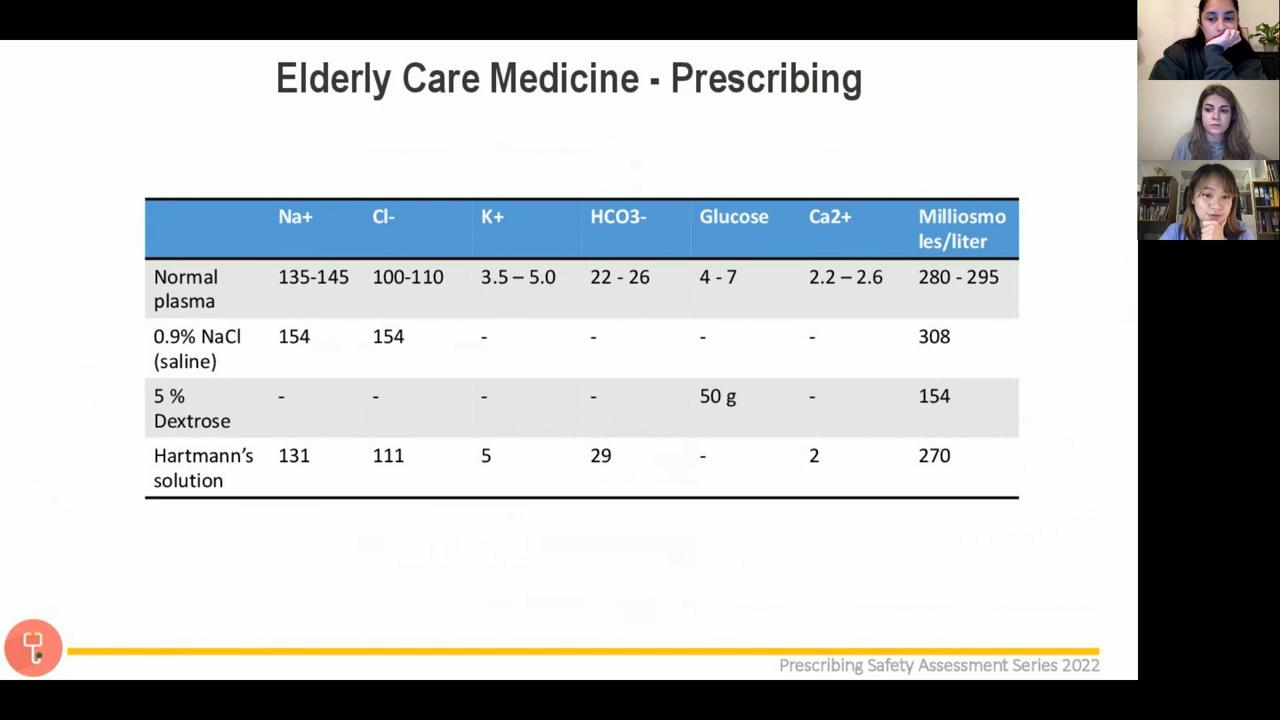 Elderly Care Medicine - Prescribing
Na+ Cl- K+ HCO3- Glucose Ca2+ Milliosmo
les/liter
Normal 135-145 100-110 3.5 – 5.0 22 - 26 4 - 7 2.2 – 2.6 280 - 295
plasma
0.9% NaCl 154 154 - - - - 308
(saline)
5 % - - - - 50 g - 154
Dextrose
Hartmann’s 131 111 5 29 - 2 270
solution
Prescribing Safety Assessment Series 2022